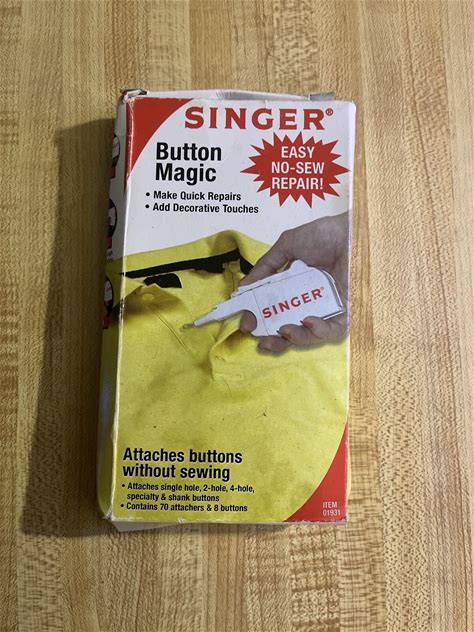 SINGER®
Button
Magic
EASY
NO-SEW
REPAIR!
• Make Quick Repairs
• Add Decorative Touches
SINGER®
Attaches buttons
without sewing
• Attaches single hole, 2-hole, 4-hole,
specialty & shank buttons
• Contains 70 attachers & 8 buttons
ITEM
01931